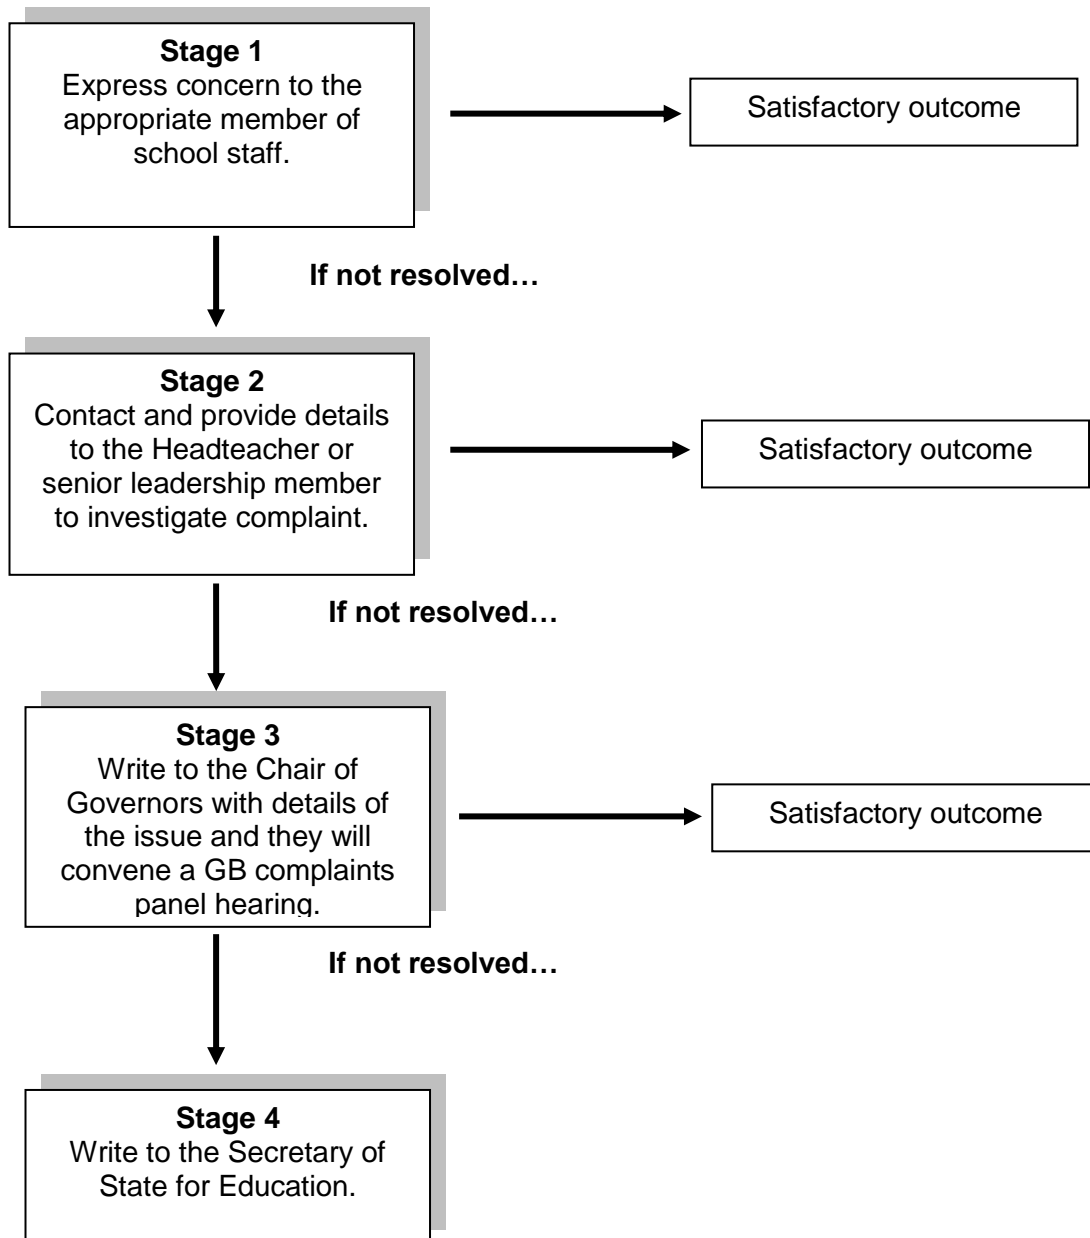 Stage 1
Express concern to the
appropriate member of
school staff.
Satisfactory outcome
If not resolved…
Stage 2
Contact and provide details
to the Headteacher or
senior leadership member
to investigate complaint.
Satisfactory outcome
If not resolved…
Stage 3
Write to the Chair of
Governors with details of
the issue and they will
convene a GB complaints
panel hearing.
Satisfactory outcome
If not resolved…
Stage 4
Write to the Secretary of
State for Education.